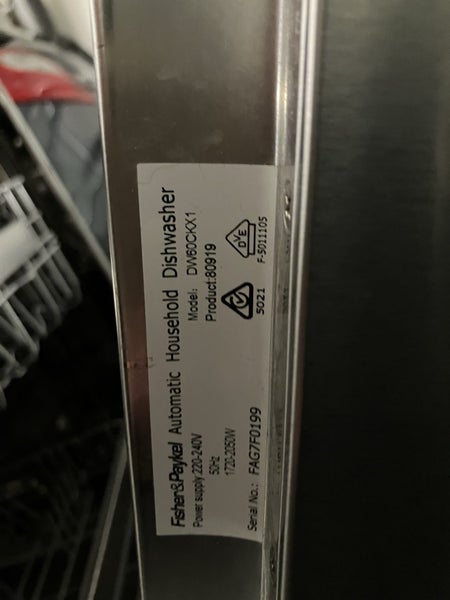 Fisher&Paykel Automatic Household Dishwasher
Power supply 220-240V
50Hz
1720-2050W
Serial No.: FAG7F0199
Model: DW60CKX1
Product:80919
5021
DVE
F-5011105